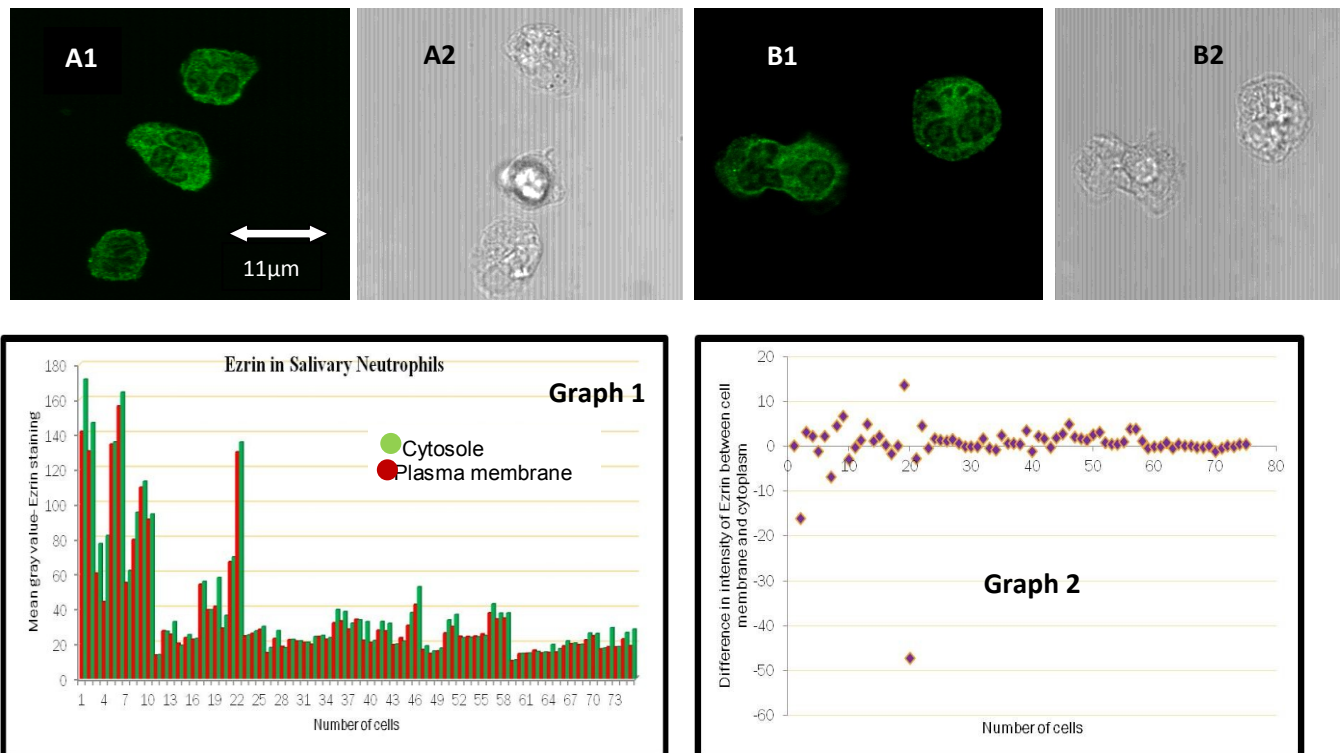 A1
A2
B1
B2
11µm
Ezrin in Salivary Neutrophils
Graph 1
Cytosole
Plasma membrane
Mean gray value- Ezrin staining
180
160
140
120
100
80
60
40
20
0
1 4 7 10 13 16 19 22 25 28 31 34 37 40 43 46 49 52 55 58 61 64 67 70 73
Number of cells
Difference in intensity of Ezrin between cell
membrane and cytoplasm
20
10
0
-10
-20
-30
-40
-50
-60
0 10 20 30 40 50 60 70 80
Graph 2
Number of cells